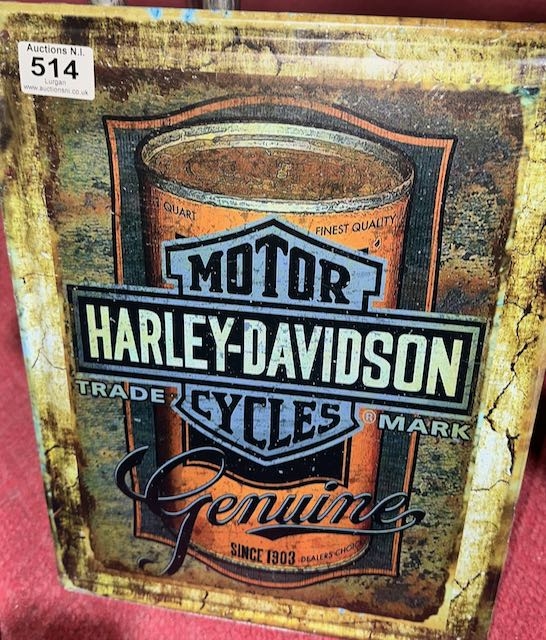 Auctions N.I.
514
Lurgan
www.auctionsni.co.uk
1 QUART
FINEST QUALITY
MOTOR
HARLEY-DAVIDSON
TRADE ® MARK
CYCLES
Genuine
SINCE 1903 DEALERS CHOICE